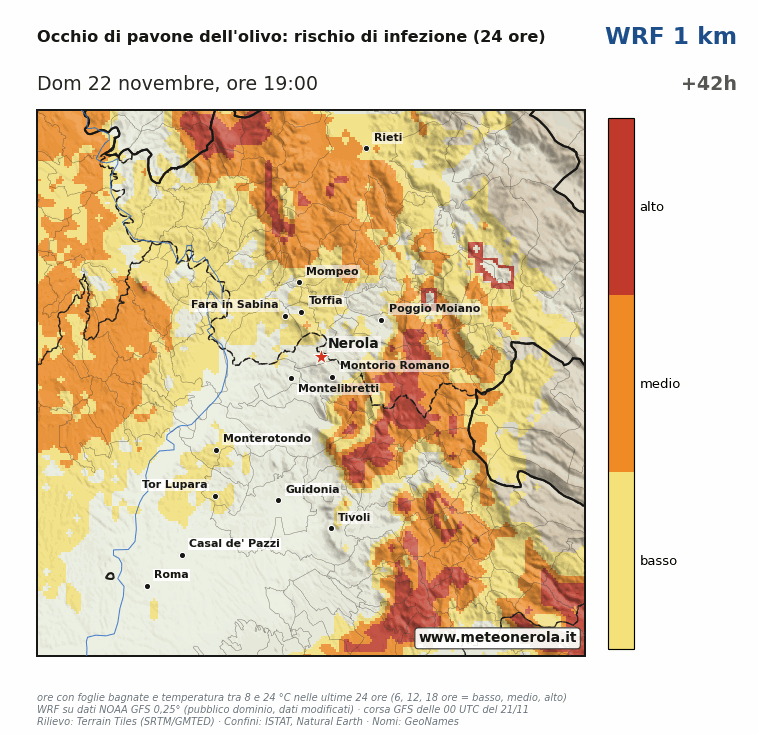 Occhio di pavone dell'olivo: rischio di infezione (24 ore)
WRF 1 km
Dom 22 novembre, ore 19:00
+42h
Rieti
alto
Mompeo
Fara in Sabina
Toffia
Poggio Moiano
Nerola
Montorio Romano
Montelibretti
medio
Monterotondo
Tor Lupara
Guidonia
Tivoli
Casal de' Pazzi
basso
Roma
www.meteonerola.it
ore con foglie bagnate e temperatura tra 8 e 24 °C nelle ultime 24 ore (6, 12, 18 ore = basso, medio, alto)
WRF su dati NOAA GFS 0,25° (pubblico dominio, dati modificati) · corsa GFS delle 00 UTC del 21/11
Rilievo: Terrain Tiles (SRTM/GMTED) · Confini: ISTAT, Natural Earth · Nomi: GeoNames